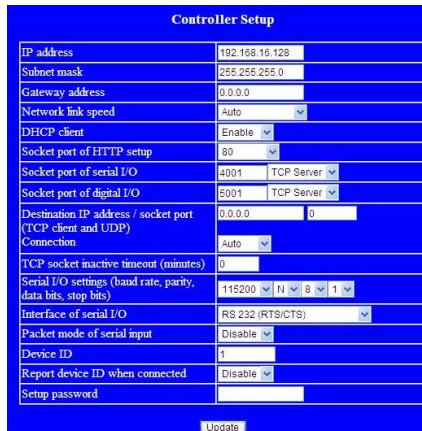 Controller Setup
IP address 192.168.16.128
Subnet mask 255.255.255.0
Gateway address 0.0.0.0
Network link speed Auto
DHCP client Enable
Socket port of HTTP setup 80
Socket port of serial I/O 4001 TCP Server
Socket port of digital I/O 5001 TCP Server
Destination IP address / socket port 0.0.0.0 0
(TCP client and UDP)
Connection Auto
TCP socket inactive timeout (minutes) 0
Serial I/O settings (baud rate, parity, 115200 N 8 1
data bits, stop bits)
Interface of serial I/O RS 232 (RTS/CTS)
Packet mode of serial input Disable
Device ID 1
Report device ID when connected Disable
Setup password
Update